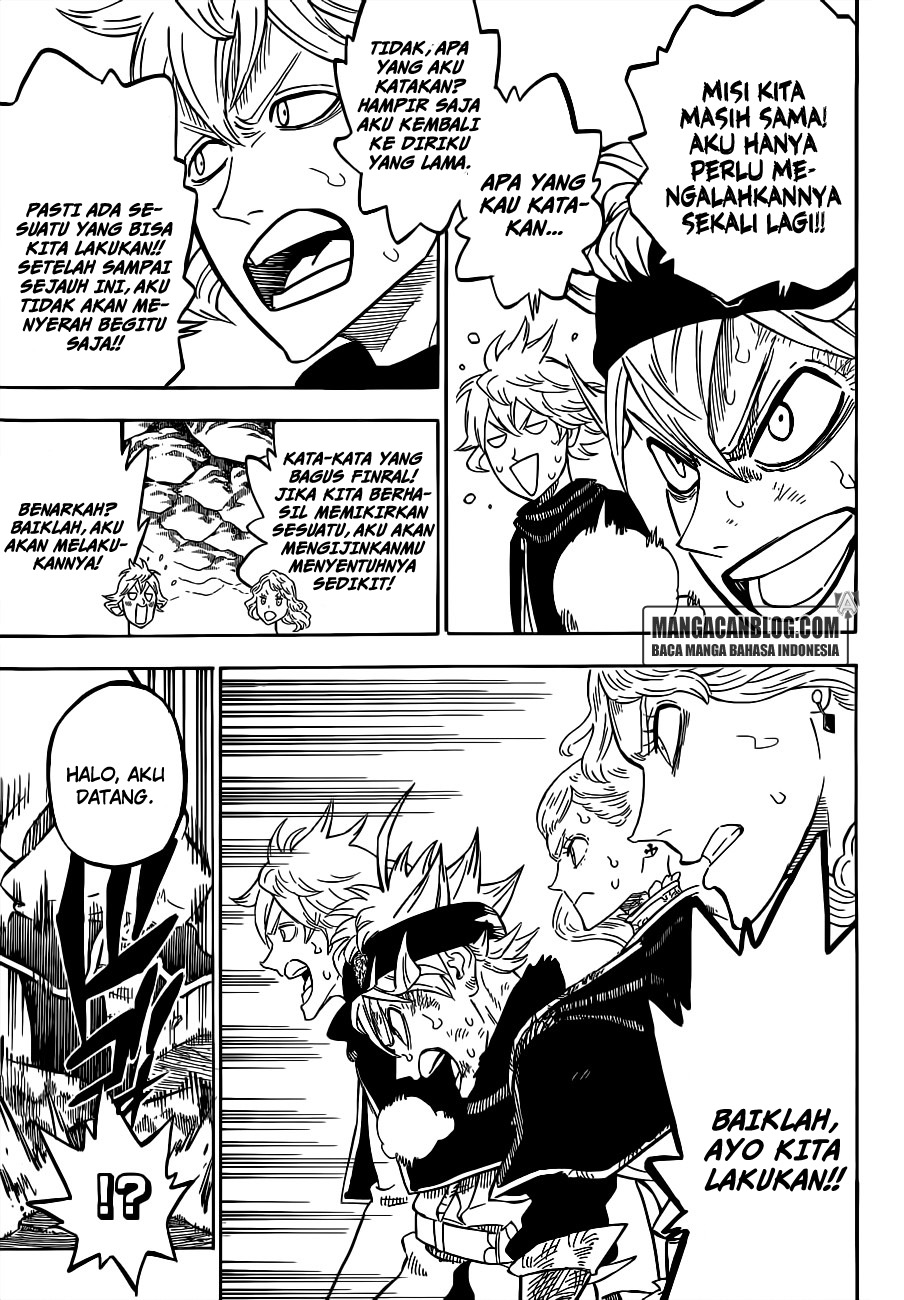 MISI KITA
MASIH SAMA!
AKU HANYA
PERLU ME-
NGALAHKANNYA
SEKALI LAGI!!
APA YANG
KAU KATA-
KAN...
TIDAK, APA
YANG AKU
KATAKAN?
HAMPIR SAJA
AKU KEMBALI
KE DIRIKU
YANG LAMA.
PASTI ADA SE-
SUATU YANG BISA
KITA LAKUKAN!!
SETELAH SAMPAI
SEJAUH INI, AKU
TIDAK AKAN ME-
NYERAH BEGITU
SAJA!!
KATA-KATA YANG
BAGUS FINRAL!
JIKA KITA BERHA-
SIL MEMIKIRKAN
SESUATU, AKU AKAN
MENGIJINKANMU
MENYENTUHNYA
SEDIKIT!
BENARKAH?
BAIKLAH, AKU
AKAN MELAKU-
KANNYA!
MANGACANBLOG.COM
BACA MANGA BAHASA INDONESIA
BAIKLAH,
AYO KITA
LAKUKAN!!
HALO, AKU
DATANG.
!?